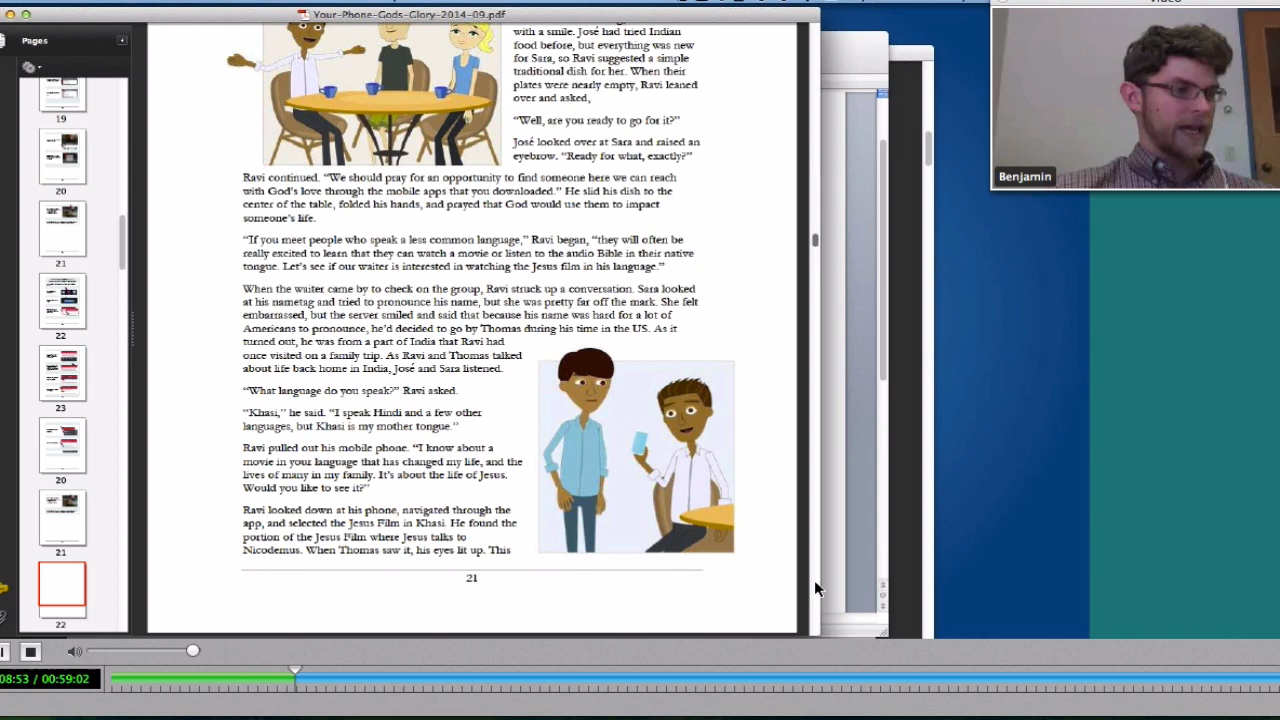 Your-Phone-Gods-Glory-2014-09.pdf
Pages
19
20
21
22
23
20
21
22
with a smile. José had tried Indian
food before, but everything was new
for Sara, so Ravi suggested a simple
traditional dish for her. When their
plates were nearly empty, Ravi leaned
over and asked,
“Well, are you ready to go for it?”
José looked over at Sara and raised an
eyebrow. “Ready for what, exactly?”
Ravi continued. “We should pray for an opportunity to find someone here we can reach
with God’s love through the mobile apps that you downloaded.” He slid his dish to the
center of the table, folded his hands, and prayed that God would use them to impact
someone’s life.
“If you meet people who speak a less common language,” Ravi began, “they will often be
really excited to learn that they can watch a movie or listen to the audio Bible in their native
tongue. Let’s see if our waiter is interested in watching the Jesus film in his language.”
When the waiter came by to check on the group, Ravi struck up a conversation. Sara looked
at his nametag and tried to pronounce his name, but she was pretty far off the mark. She felt
embarrassed, but the server smiled and said that because his name was hard for a lot of
Americans to pronounce, he’d decided to go by Thomas during his time in the US. As it
turned out, he was from a part of India that Ravi had
once visited on a family trip. As Ravi and Thomas talked
about life back home in India, José and Sara listened.
“What language do you speak?” Ravi asked.
“Khasi,” he said. “I speak Hindi and a few other
languages, but Khasi is my mother tongue.”
Ravi pulled out his mobile phone. “I know about a
movie in your language that has changed my life, and the
lives of many in my family. It’s about the life of Jesus.
Would you like to see it?”
Ravi looked down at his phone, navigated through the
app, and selected the Jesus Film in Khasi. He found the
portion of the Jesus Film where Jesus talks to
Nicodemus. When Thomas saw it, his eyes lit up. This
21
Benjamin
08:53 / 00:59:02